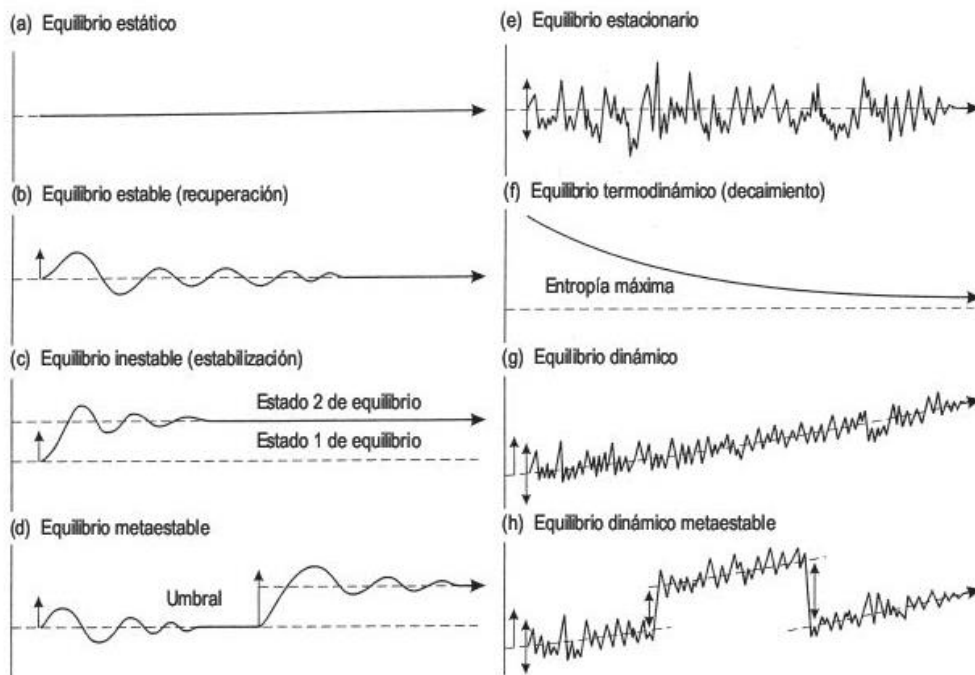 (a) Equilibrio estático
(b) Equilibrio estable (recuperación)
(c) Equilibrio inestable (estabilización)
Estado 2 de equilibrio
Estado 1 de equilibrio
(d) Equilibrio metaestable
Umbral
(e) Equilibrio estacionario
(f) Equilibrio termodinámico (decaimiento)
Entropía máxima
(g) Equilibrio dinámico
(h) Equilibrio dinámico metaestable